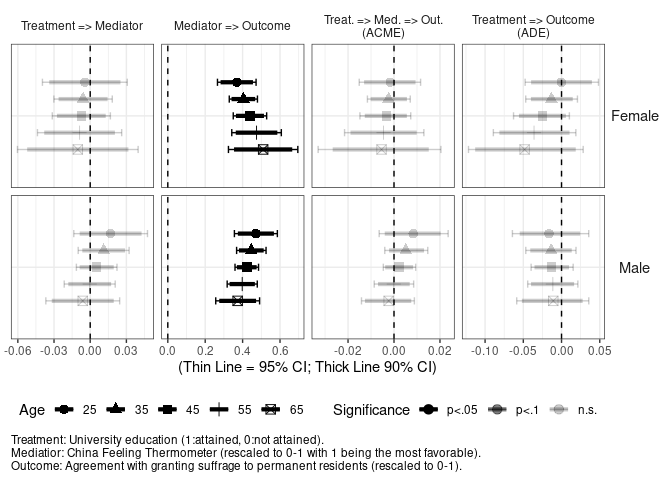 Treatment => Mediator
Mediator => Outcome
Treat. => Med. => Out.
(ACME)
Treatment => Outcome
(ADE)
Female
Male
-0.06 -0.03 0.00 0.03
0.0 0.2 0.4 0.6
-0.02 0.00 0.02
-0.10 -0.05 0.00 0.05
(Thin Line = 95% CI; Thick Line 90% CI)
Age 25 35 45 55 65 Significance p<.05 p<.1 n.s.
Treatment: University education (1:attained, 0:not attained).
Mediatior: China Feeling Thermometer (rescaled to 0-1 with 1 being the most favorable).
Outcome: Agreement with granting suffrage to permanent residents (rescaled to 0-1).